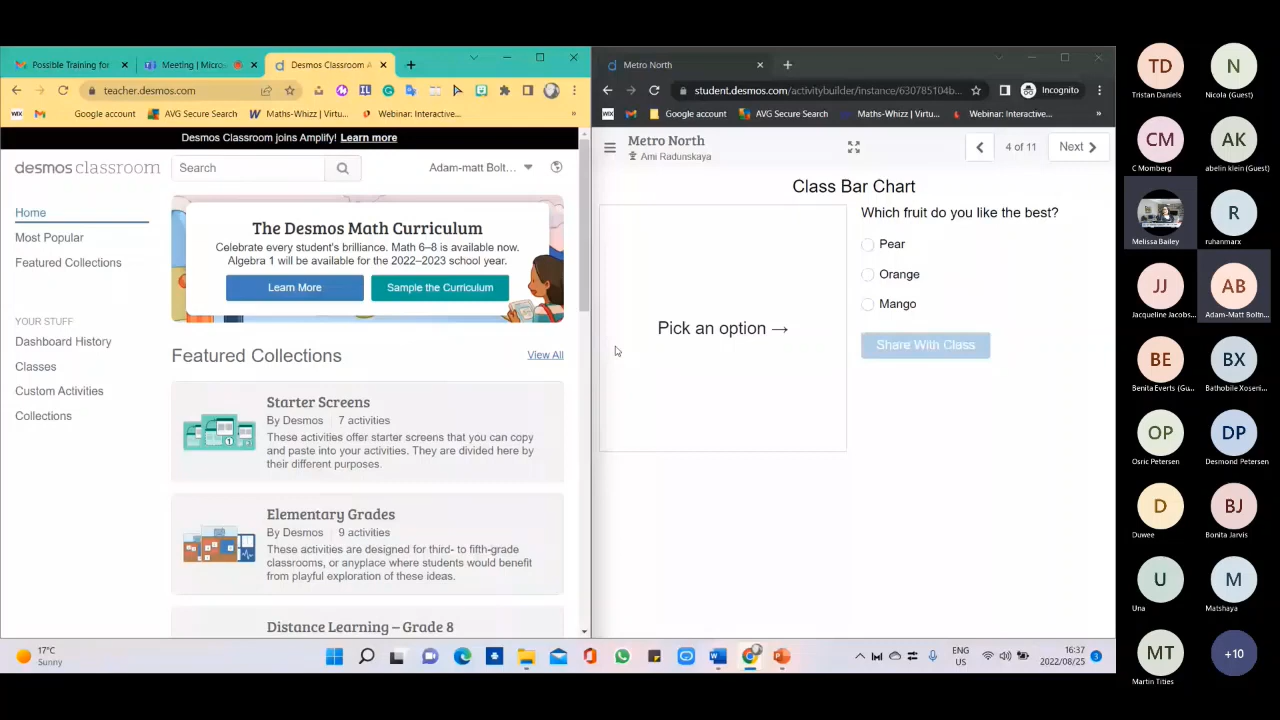 Possible Training for
Meeting | Micro
Desmos Classroom A
teacher.desmos.com
Google account
AVG Secure Search
Maths-Whizz | Virtu...
Webinar: Interactive...
»
Desmos Classroom joins Amplify! Learn more
desmos classroom
Search
Adam-matt Bolt...
Home
Most Popular
Featured Collections
YOUR STUFF
Dashboard History
Classes
Custom Activities
Collections
The Desmos Math Curriculum
Celebrate every student's brilliance. Math 6–8 is available now.
Algebra 1 will be available for the 2022–2023 school year.
Learn More
Sample the Curriculum
Featured Collections
View All
Starter Screens
By Desmos | 7 activities
These activities offer starter screens that you can copy
and paste into your activities. They are divided here by
their different purposes.
Elementary Grades
By Desmos | 9 activities
These activities are designed for third- to fifth-grade
classrooms, or anyplace where students would benefit
from playful exploration of these ideas.
Distance Learning – Grade 8
Metro North
student.desmos.com/activitybuilder/instance/630785104b...
Incognito
WIX
Google account
AVG Secure Search
Maths-Whizz | Virtu...
Webinar: Interactive...
»
Metro North
Ami Radunskaya
4 of 11
Next
Class Bar Chart
Pick an option →
Which fruit do you like the best?
Pear
Orange
Mango
Share With Class
17°C
Sunny
ENG
US
16:37
2022/08/25
3
TD
Tristan Daniels
N
Nicola (Guest)
CM
C Momberg
AK
abelin klein (Guest)
Melissa Bailey
R
ruhanmarx
JJ
Jacqueline Jacobs...
AB
Adam-Matt Boltn...
BE
Benita Everts (Gu...
BX
Bathobile Xoseni...
OP
Osric Petersen
DP
Desmond Petersen
D
Duwee
BJ
Bonita Jarvis
U
Una
M
Matshaya
MT
Martin Tities
+10